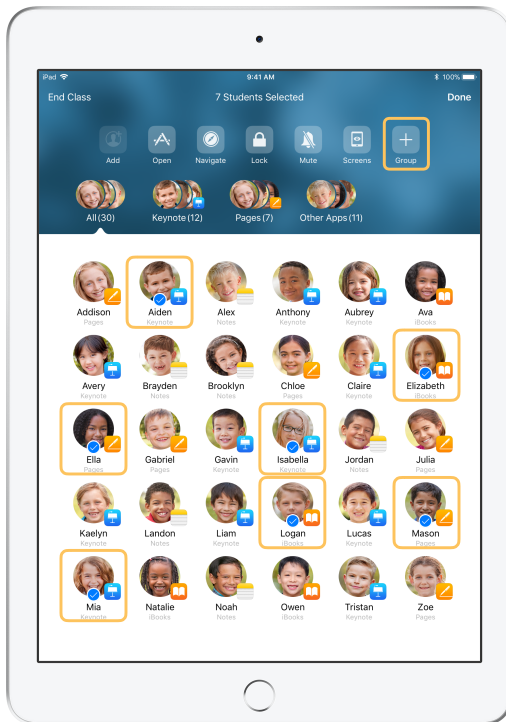 iPad 9:41 AM 100%
End Class 7 Students Selected Done
Add Open Navigate Lock Mute Screens Group
All (30) Keynote (12) Pages (7) Other Apps (11)
Addison Aiden Alex Anthony Aubrey Ava
Pages Keynote Notes Keynote Keynote iBooks
Avery Brayden Brooklyn Chloe Claire Elizabeth
Keynote Notes Notes Pages Keynote iBooks
Ella Gabriel Gavin Isabella Jordan Julia
Pages Pages Keynote Keynote Notes Pages
Kaelyn Landon Liam Logan Lucas Mason
Keynote Notes Keynote iBooks Keynote Pages
Mia Natalie Noah Owen Tristan Zoe
Keynote iBooks Notes iBooks Keynote Pages